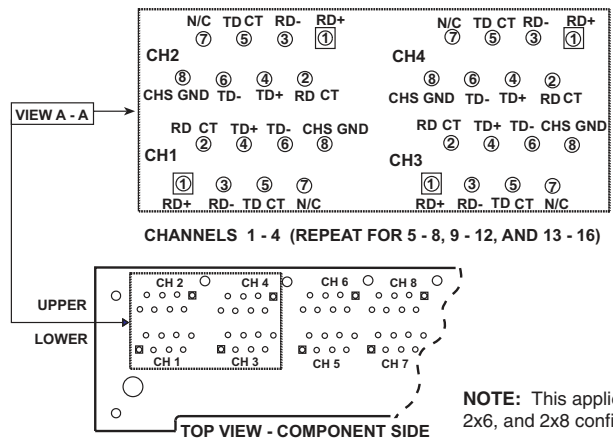 N/C TD CT RD- RD+ N/C TD CT RD- RD+
7 5 3 1 7 5 3 1
CH2 CH4
8 6 4 2 8 6 4 2
CHS GND TD- TD+ RD CT CHS GND TD- TD+ RD CT
VIEW A - A
RD CT TD+ TD- CHS GND RD CT TD+ TD- CHS GND
2 4 6 8 2 4 6 8
CH1 CH3
1 3 5 7 1 3 5 7
RD+ RD- TD CT N/C RD+ RD- TD CT N/C
CHANNELS 1 - 4 (REPEAT FOR 5 - 8, 9 - 12, AND 13 - 16)
CH 2 CH 4 CH 6 CH 8
UPPER
LOWER
CH 1 CH 3 CH 5 CH 7
NOTE: This applie
2x6, and 2x8 confi
TOP VIEW - COMPONENT SIDE